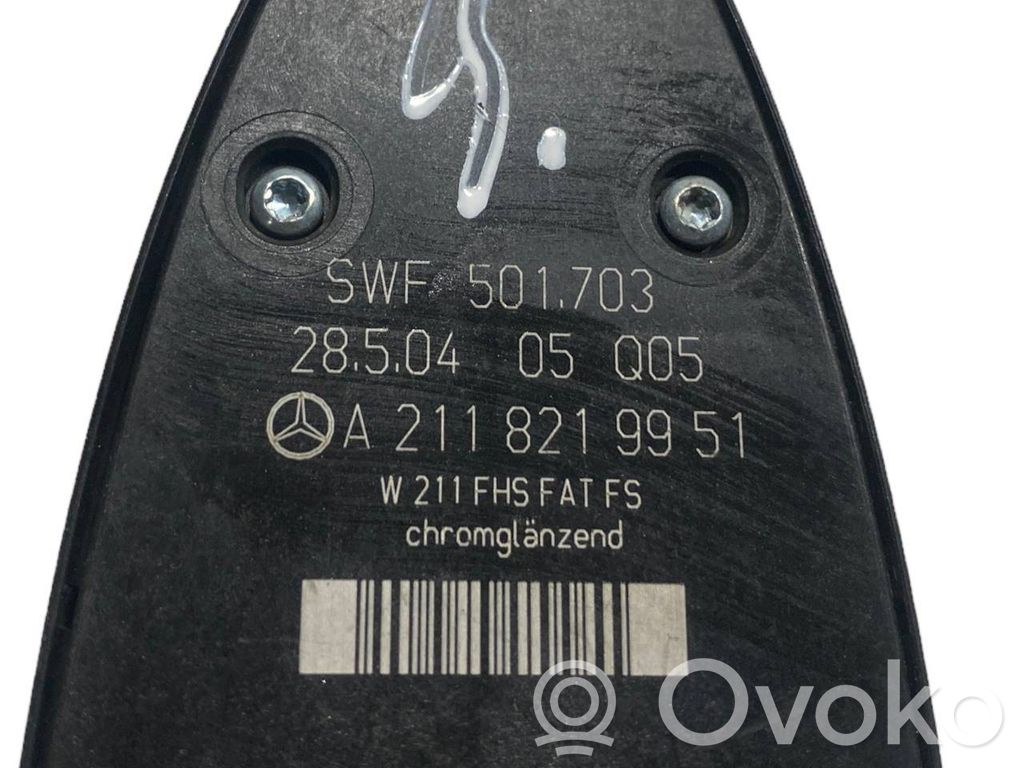 SWF 501.703
28.5.04 05 Q05
A 211 821 99 51
W 211 FHS FAT FS
chromglänzend
Ovoko